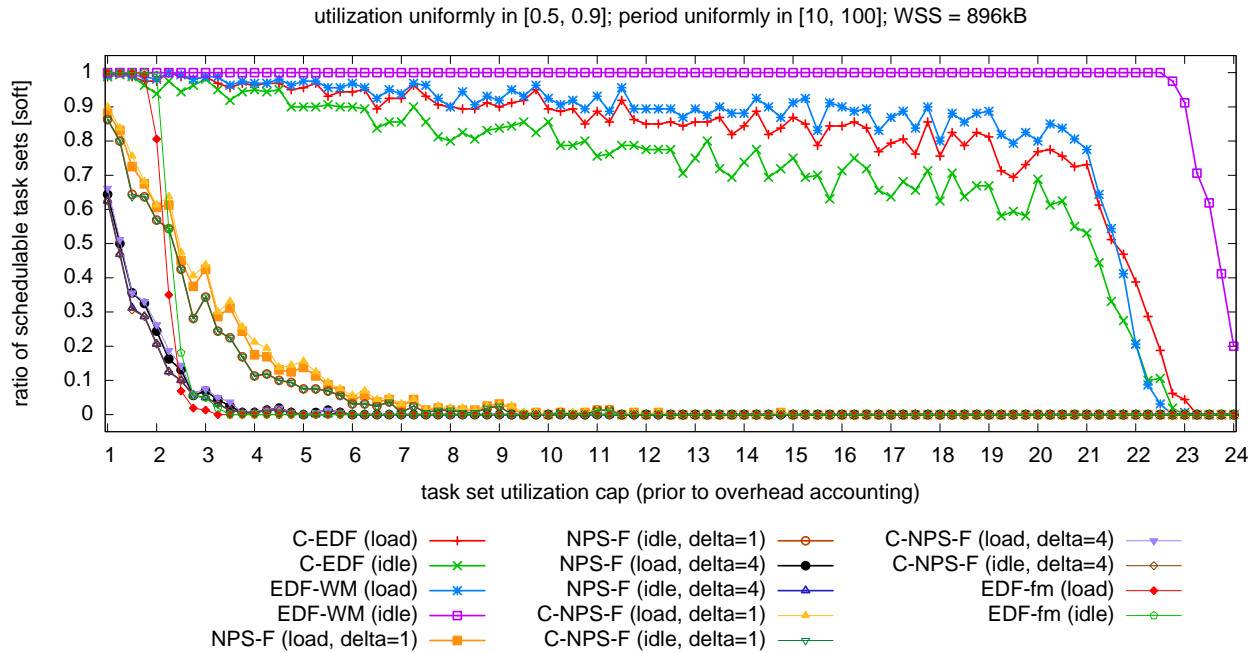 utilization uniformly in [0.5, 0.9]; period uniformly in [10, 100]; WSS = 896kB
ratio of schedulable task sets [soft]
1
0.9
0.8
0.7
0.6
0.5
0.4
0.3
0.2
0.1
0
1 2 3 4 5 6 7 8 9 10 11 12 13 14 15 16 17 18 19 20 21 22 23 24
task set utilization cap (prior to overhead accounting)
C-EDF (load)
C-EDF (idle)
EDF-WM (load)
EDF-WM (idle)
NPS-F (load, delta=1)
NPS-F (idle, delta=1)
NPS-F (load, delta=4)
NPS-F (idle, delta=4)
C-NPS-F (load, delta=1)
C-NPS-F (idle, delta=1)
C-NPS-F (load, delta=4)
C-NPS-F (idle, delta=4)
EDF-fm (load)
EDF-fm (idle)